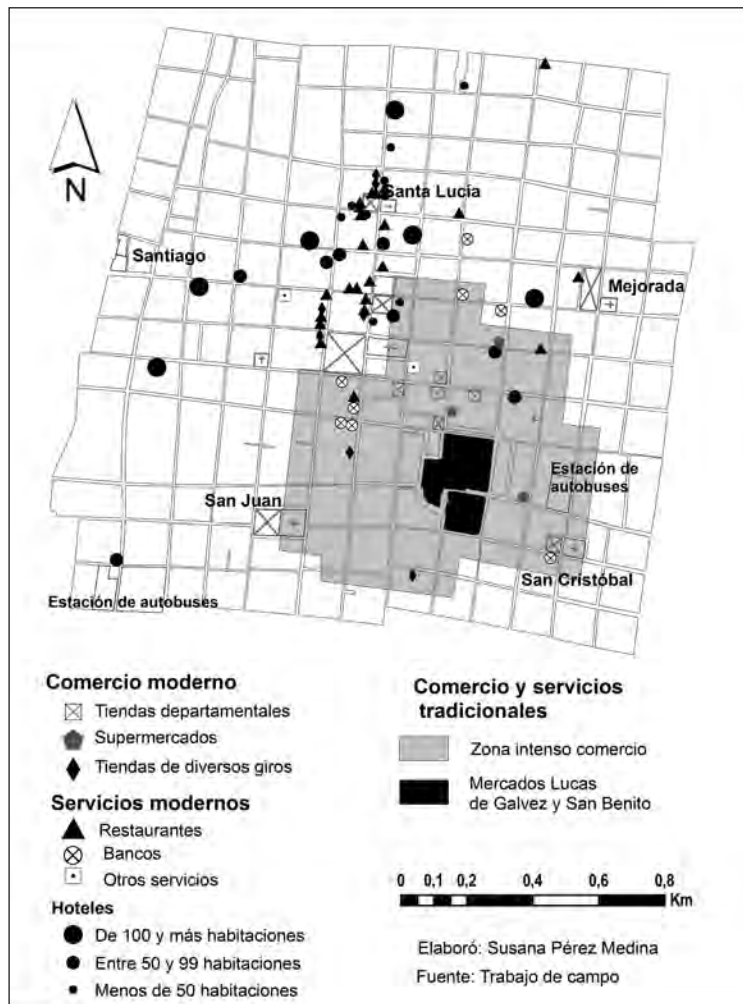 Santa Lucía
Santiago
Mejorada
N
Estación de
autobuses
San Juan
San Cristóbal
Estación de autobuses
Comercio moderno
Tiendas departamentales
Supermercados
Tiendas de diversos giros
Servicios modernos
Restaurantes
Bancos
Otros servicios
Hoteles
De 100 y más habitaciones
Entre 50 y 99 habitaciones
Menos de 50 habitaciones
Comercio y servicios
tradicionales
Zona intenso comercio
Mercados Lucas
de Galvez y San Benito
0 0,1 0,2 0,4 0,6 0,8
Km
Elaboró: Susana Pérez Medina
Fuente: Trabajo de campo